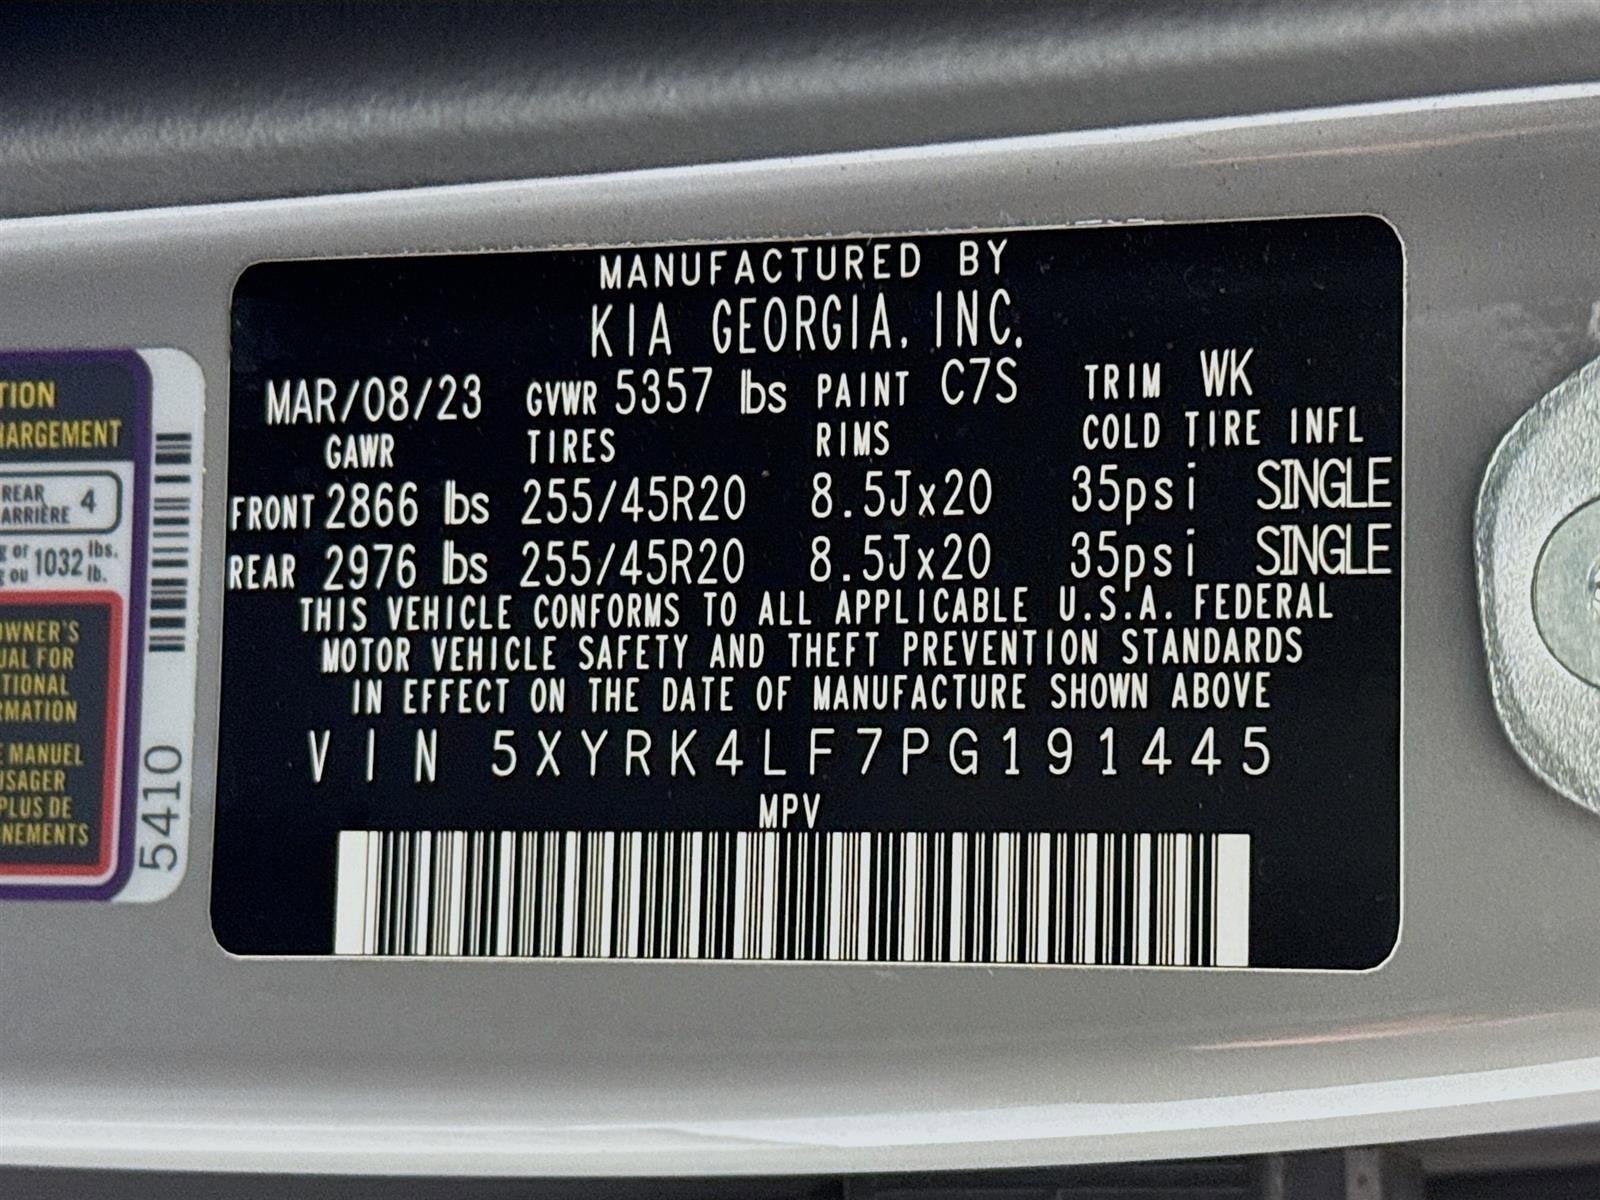 MANUFACTURED BY
KIA GEORGIA, INC.
MAR/08/23 GVWR 5357 lbs PAINT C7S TRIM WK
GAWR TIRES RIMS COLD TIRE INFL
FRONT 2866 lbs 255/45R20 8.5Jx20 35psi SINGLE
REAR 2976 lbs 255/45R20 8.5Jx20 35psi SINGLE
THIS VEHICLE CONFORMS TO ALL APPLICABLE U.S.A. FEDERAL
MOTOR VEHICLE SAFETY AND THEFT PREVENTION STANDARDS
IN EFFECT ON THE DATE OF MANUFACTURE SHOWN ABOVE
VIN 5XYRK4LF7PG191445
MPV
TION
HARGEMENT
REAR
ARRIÈRE 4
or 1032 lbs.
ou lb.
OWNER'S
UAL FOR
TIONAL
RMATION
E MANUEL
USAGER
PLUS DE
NEMENTS
5410